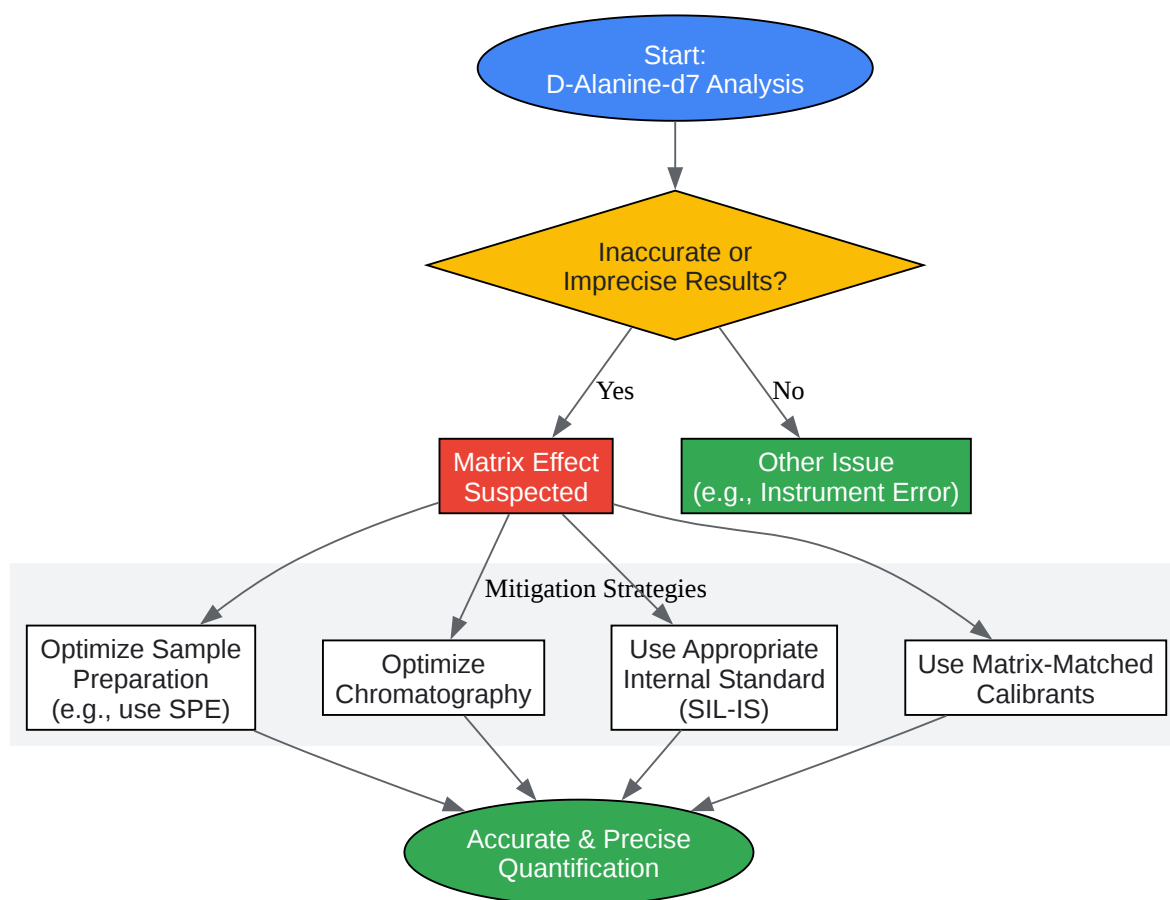 Start:
D-Alanine-d7 Analysis
Inaccurate or
Imprecise Results?
Yes
No
Matrix Effect
Suspected
Other Issue
(e.g., Instrument Error)
Mitigation Strategies
Optimize Sample
Preparation
(e.g., use SPE)
Optimize
Chromatography
Use Appropriate
Internal Standard
(SIL-IS)
Use Matrix-Matched
Calibrants
Accurate & Precise
Quantification